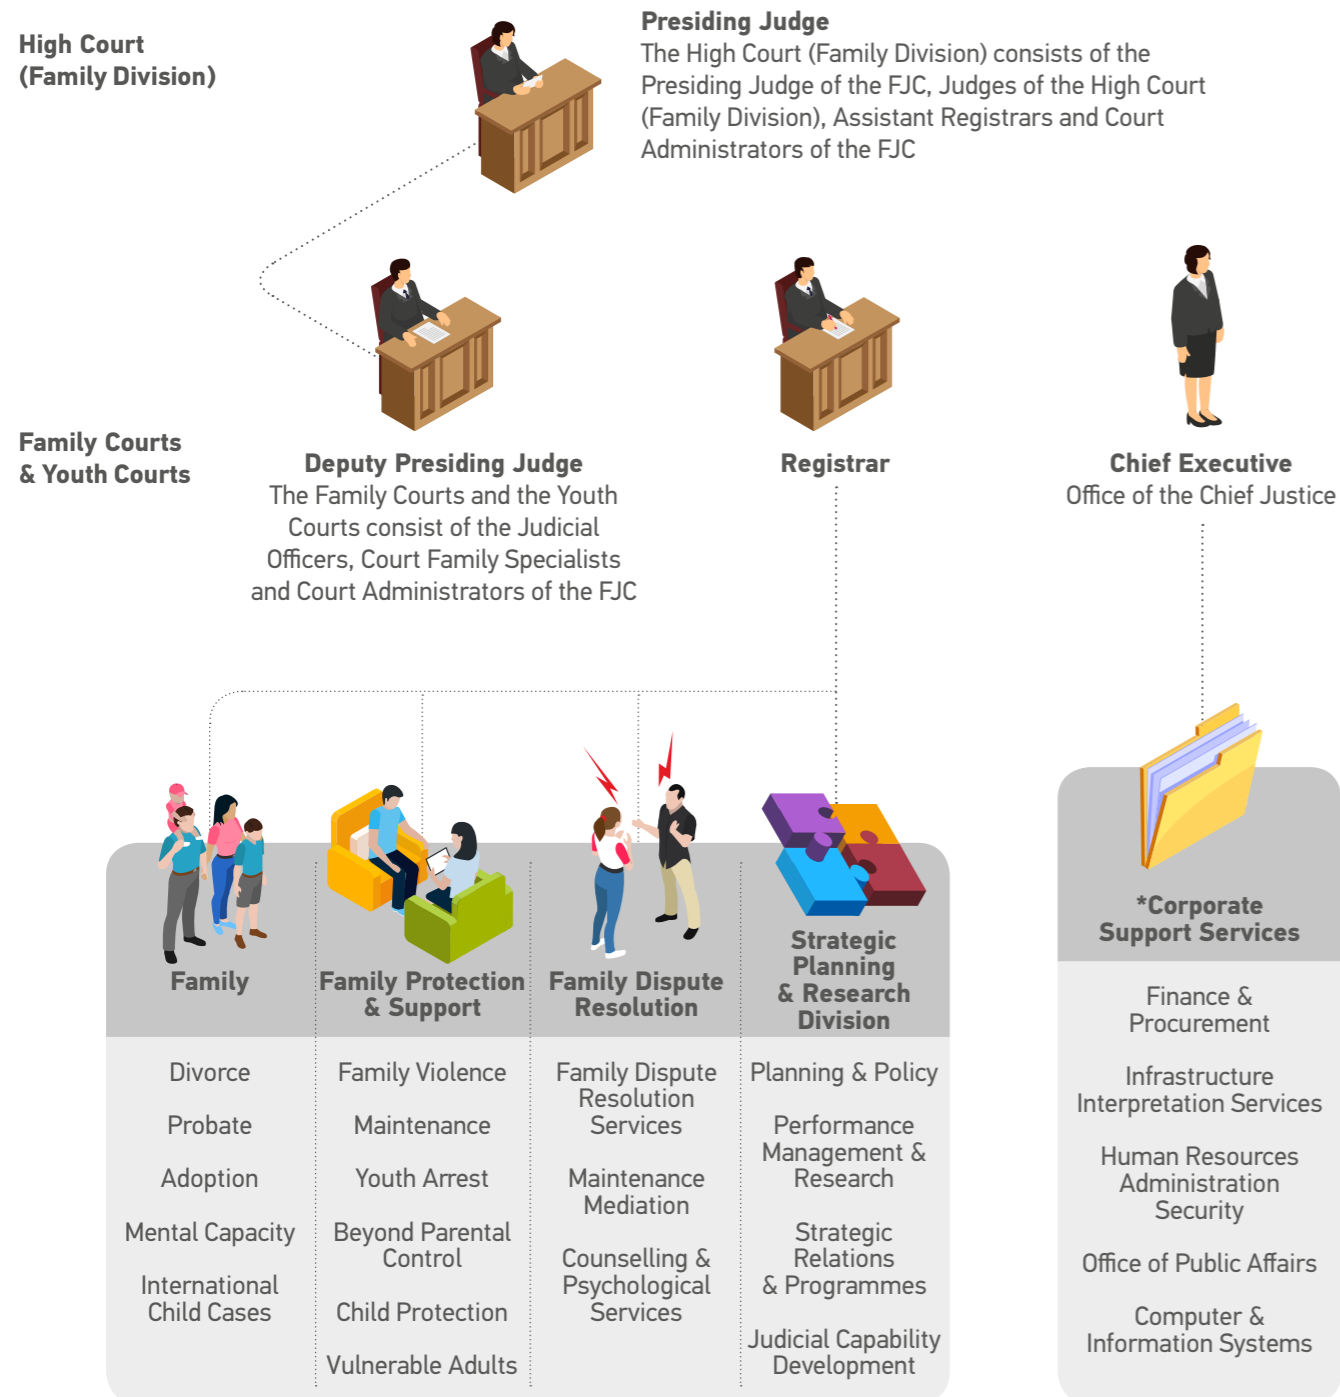 High Court
(Family Division)
Presiding Judge
The High Court (Family Division) consists of the
Presiding Judge of the FJC, Judges of the High Court
(Family Division), Assistant Registrars and Court
Administrators of the FJC
Family Courts
& Youth Courts
Deputy Presiding Judge
The Family Courts and the Youth
Courts consist of the Judicial
Officers, Court Family Specialists
and Court Administrators of the FJC
Registrar
Chief Executive
Office of the Chief Justice
Family
Divorce
Probate
Adoption
Mental Capacity
International
Child Cases
Family Protection
& Support
Family Violence
Maintenance
Youth Arrest
Beyond Parental
Control
Child Protection
Vulnerable Adults
Family Dispute
Resolution
Family Dispute
Resolution
Services
Maintenance
Mediation
Counselling &
Psychological
Services
Strategic
Planning
& Research
Division
Planning & Policy
Performance
Management &
Research
Strategic
Relations
& Programmes
Judicial Capability
Development
*Corporate
Support Services
Finance &
Procurement
Infrastructure
Interpretation Services
Human Resources
Administration
Security
Office of Public Affairs
Computer &
Information Systems